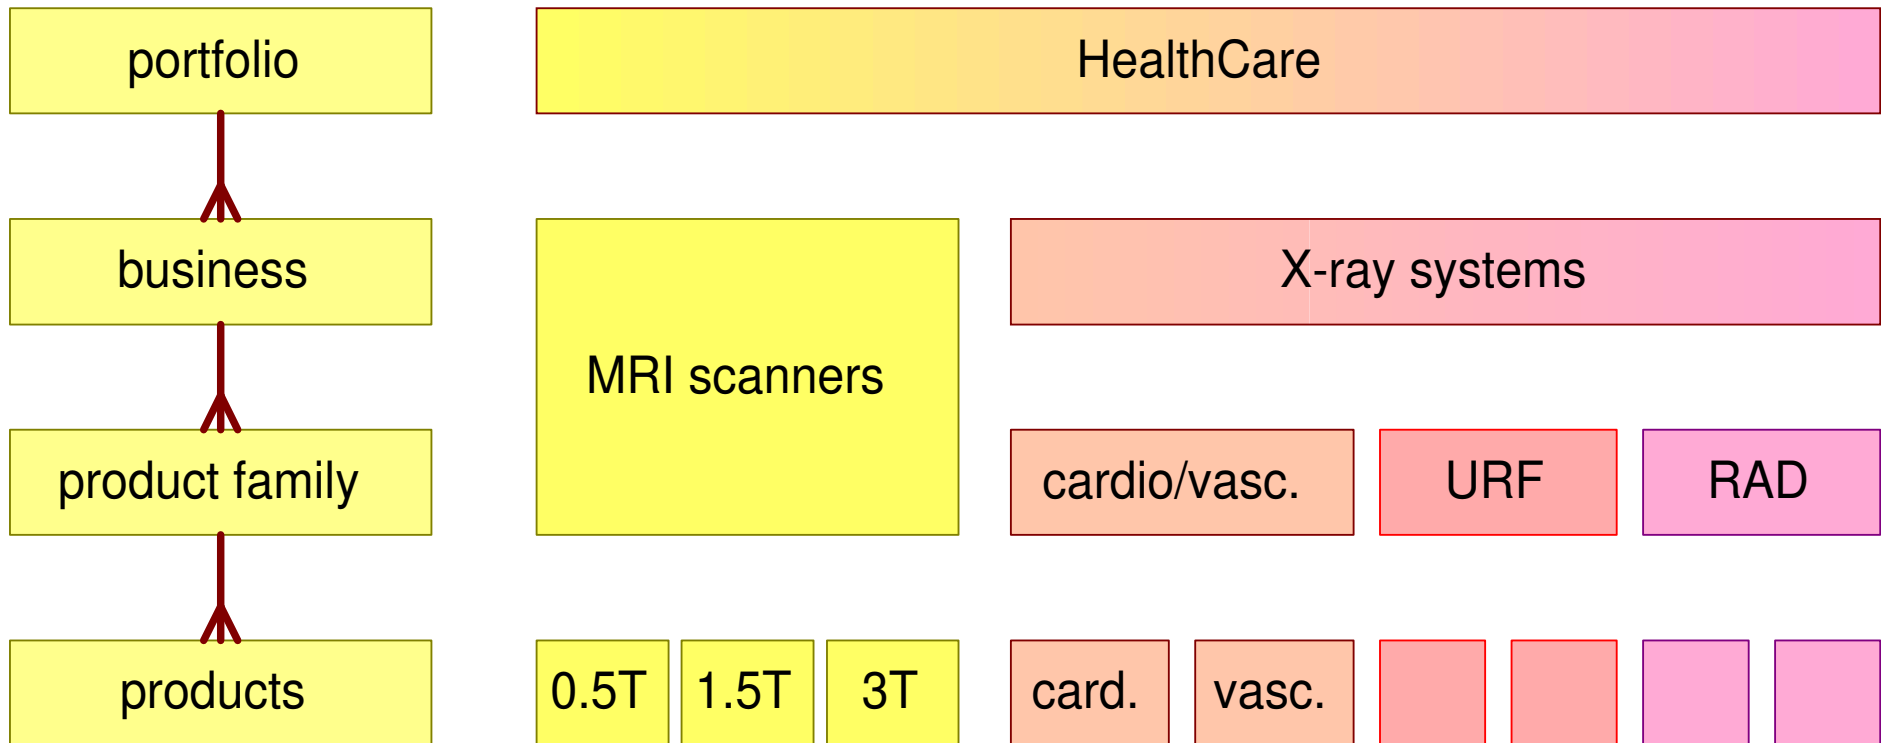 portfolio
HealthCare
business
X-ray systems
MRI scanners
product family
cardio/vasc.
URF
RAD
products
0.5T
1.5T
3T
card.
vasc.